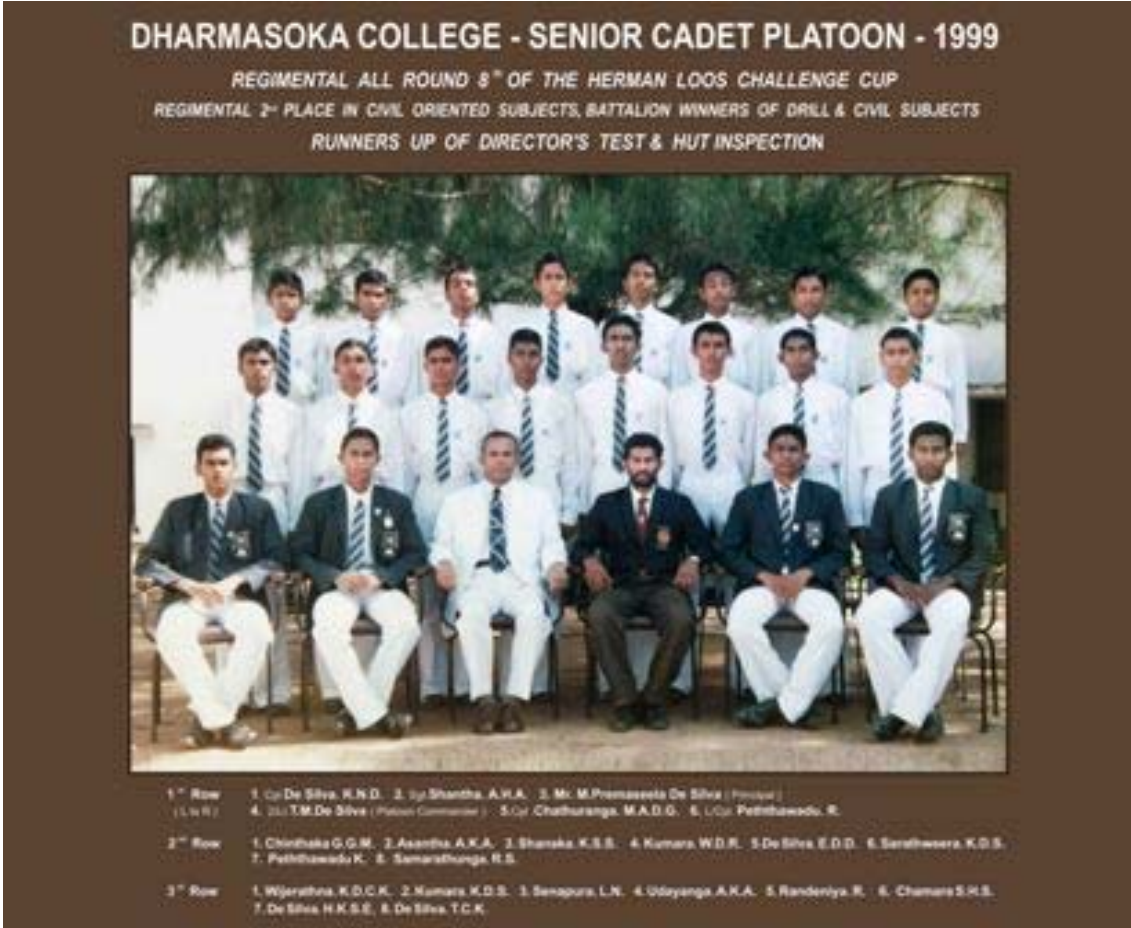 DHARMASOKA COLLEGE - SENIOR CADET PLATOON - 1999
REGIMENTAL ALL ROUND 8th OF THE HERMAN LOOS CHALLENGE CUP
REGIMENTAL 2nd PLACE IN CIVIL ORIENTED SUBJECTS, BATTALION WINNERS OF DRILL & CIVIL SUBJECTS
RUNNERS UP OF DIRECTOR'S TEST & HUT INSPECTION
1st Row 1. Cpl De Silva. K.N.D. 2. Sgt Shantha. A.H.A. 3. Mr. M.Premaseela De Silva ( Principal )
( L to R ) 4. T.M.De Silva ( Platoon Commander ) 5. Cpl. Chathuranga. M.A.D.G. 6. L/Cpl. Peththawadu. R.
2nd Row 1. Chinthaka G.G.M. 2. Asantha. A.K.A. 3. Shanaka. K.S.S. 4. Kumara. W.D.R. 5. De Silva. E.D.D. 6. Sarathweera. K.D.S.
7. Peththawadu K. 8. Samarathunga. R.S.
3rd Row 1. Wijerathna. K.D.C.K. 2. Kumara. K.D.S. 3. Senapura. L.N. 4. Udayanga. A.K.A. 5. Randeniya. R. 6. Chamara S.H.S.
7. De Silva. H.K.S.E. 8. De Silva. T.C.K.